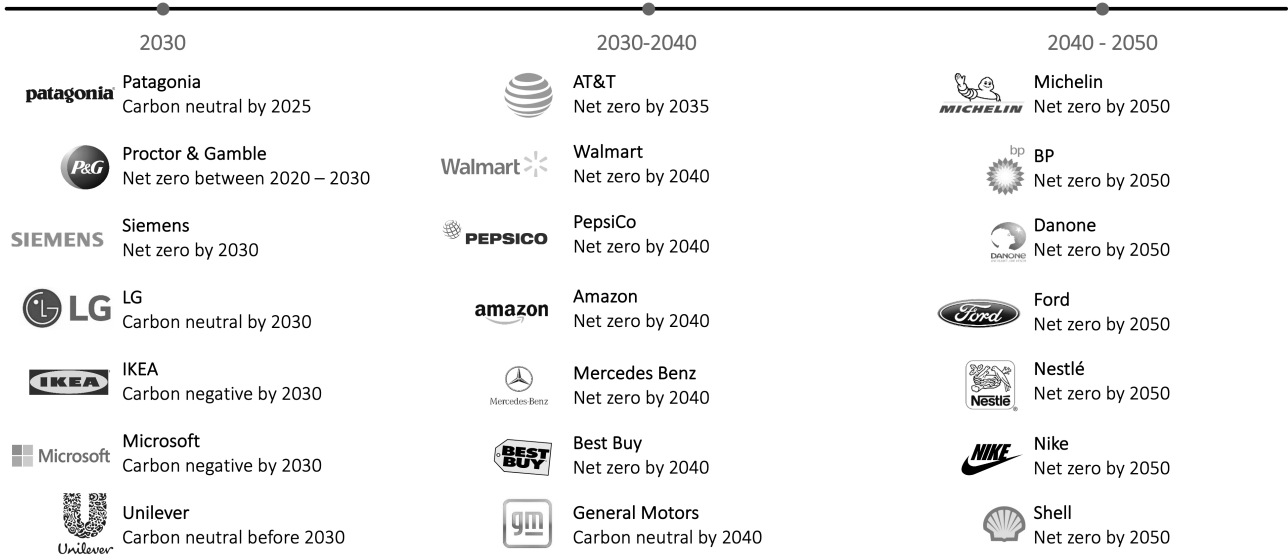 2030
patagonia
Patagonia
Carbon neutral by 2025
P&G
Proctor & Gamble
Net zero between 2020 – 2030
SIEMENS
Siemens
Net zero by 2030
LG
LG
Carbon neutral by 2030
IKEA
IKEA
Carbon negative by 2030
Microsoft
Microsoft
Carbon negative by 2030
Unilever
Unilever
Carbon neutral before 2030
2030-2040
AT&T
Net zero by 2035
Walmart
Walmart
Net zero by 2040
PEPSICO
PepsiCo
Net zero by 2040
amazon
Amazon
Net zero by 2040
Mercedes-Benz
Mercedes Benz
Net zero by 2040
BEST
BUY
Best Buy
Net zero by 2040
gm
General Motors
Carbon neutral by 2040
2040 - 2050
MICHELIN
Michelin
Net zero by 2050
bp
BP
Net zero by 2050
DANONE
Danone
Net zero by 2050
Ford
Ford
Net zero by 2050
Nestlé
Nestlé
Net zero by 2050
NIKE
Nike
Net zero by 2050
Shell
Net zero by 2050